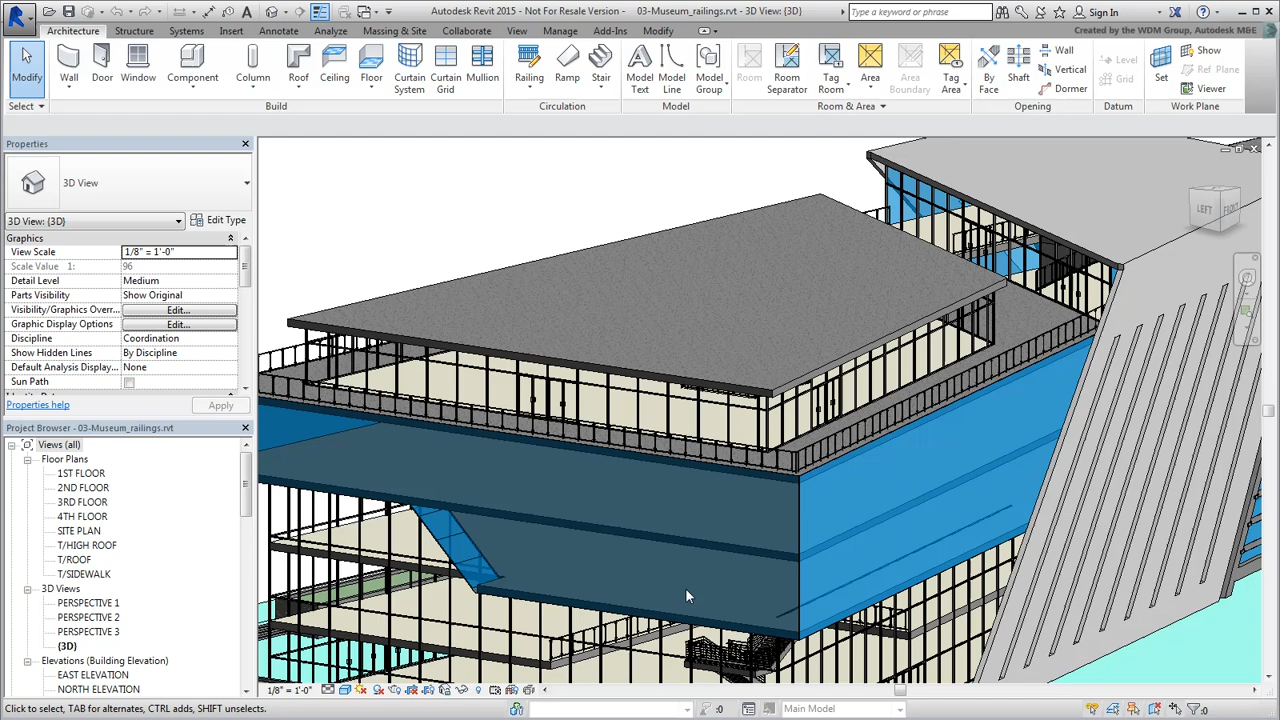 Autodesk Revit 2015 - Not For Resale Version - 03-Museum_railings.rvt - 3D View: {3D}
Type a keyword or phrase
Sign In
Created by the WDM Group, Autodesk M&E
Architecture Structure Systems Insert Annotate Analyze Massing & Site Collaborate View Manage Add-Ins Modify
Modify Wall Door Window Component Column Roof Ceiling Floor Curtain System Curtain Grid Mullion Railing Ramp Stair Model Text Model Line Model Group Room Room Separator Tag Room Area Area Boundary Tag Area By Face Shaft Wall Vertical Dormer Level Grid Set Show Ref Plane Viewer
Select Build Circulation Model Room & Area Opening Datum Work Plane
Properties
3D View
3D View: {3D} Edit Type
Graphics
View Scale 1/8" = 1'-0"
Scale Value 1: 96
Detail Level Medium
Parts Visibility Show Original
Visibility/Graphics Overr... Edit...
Graphic Display Options Edit...
Discipline Coordination
Show Hidden Lines By Discipline
Default Analysis Display... None
Sun Path
Properties help Apply
Project Browser - 03-Museum_railings.rvt
Views (all)
Floor Plans
1ST FLOOR
2ND FLOOR
3RD FLOOR
4TH FLOOR
SITE PLAN
T/HIGH ROOF
T/ROOF
T/SIDEWALK
3D Views
PERSPECTIVE 1
PERSPECTIVE 2
PERSPECTIVE 3
{3D}
Elevations (Building Elevation)
EAST ELEVATION
NORTH ELEVATION
LEFT FRONT
1/8" = 1'-0"
Click to select, TAB for alternates, CTRL adds, SHIFT unselects.
:0
Main Model
:0